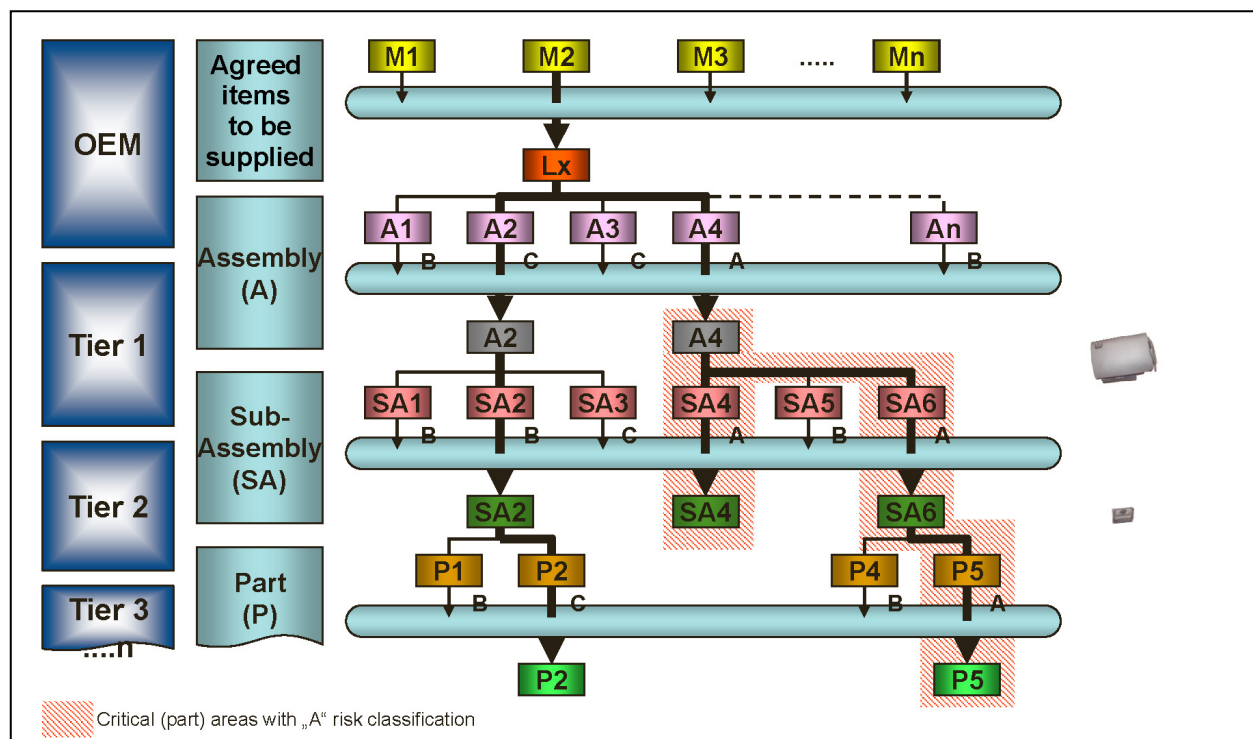 OEM
Tier 1
Tier 2
Tier 3
....n
Agreed
items
to be
supplied
Assembly
(A)
Sub-
Assembly
(SA)
Part
(P)
M1 M2 M3 ..... Mn
Lx
A1 A2 A3 A4 An
B C C A B
A2 A4
SA1 SA2 SA3 SA4 SA5 SA6
B B C A B A
SA2 SA4 SA6
P1 P2 P4 P5
B C B A
P2 P5
Critical (part) areas with „A“ risk classification